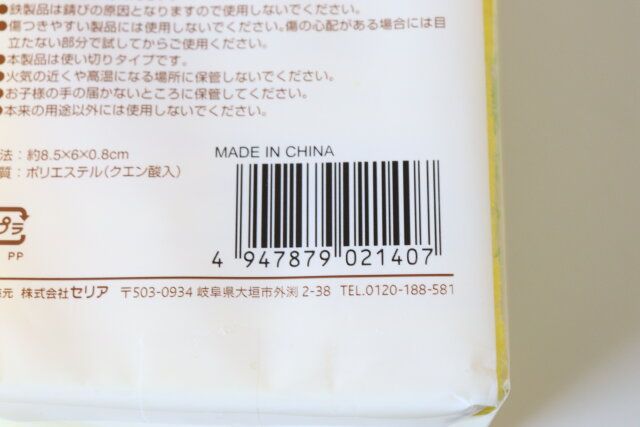 ●鉄製品は錆びの原因となりますので使用しないでください。
●傷つきやすい製品には使用しないでください。傷の心配がある場合には目
立たない部分で試してからご使用ください。
●本製品は使い切りタイプです。
●火気の近くや高温になる場所に保管しないでください。
●お子様の手の届かないところに保管してください。
●本来の用途以外には使用しないでください。
法：約8.5×6×0.8cm
質：ポリエステル（クエン酸入）
MADE IN CHINA
プラ
PP
4 947879 021407
元 株式会社セリア 〒503-0934 岐阜県大垣市外渕 2-38 TEL.0120-188-581